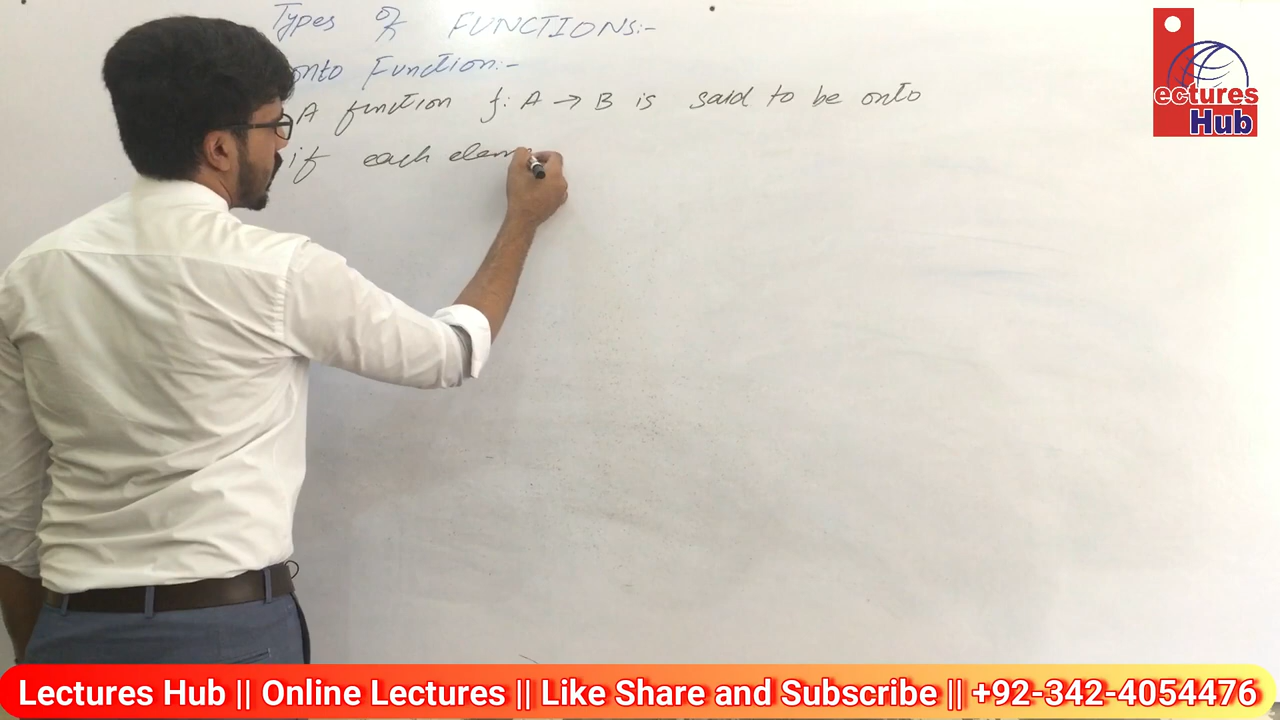 Types of FUNCTIONS:-
onto Function:-
A function f: A → B is said to be onto
if each elem
ectures
Hub
Lectures Hub || Online Lectures || Like Share and Subscribe || +92-342-4054476